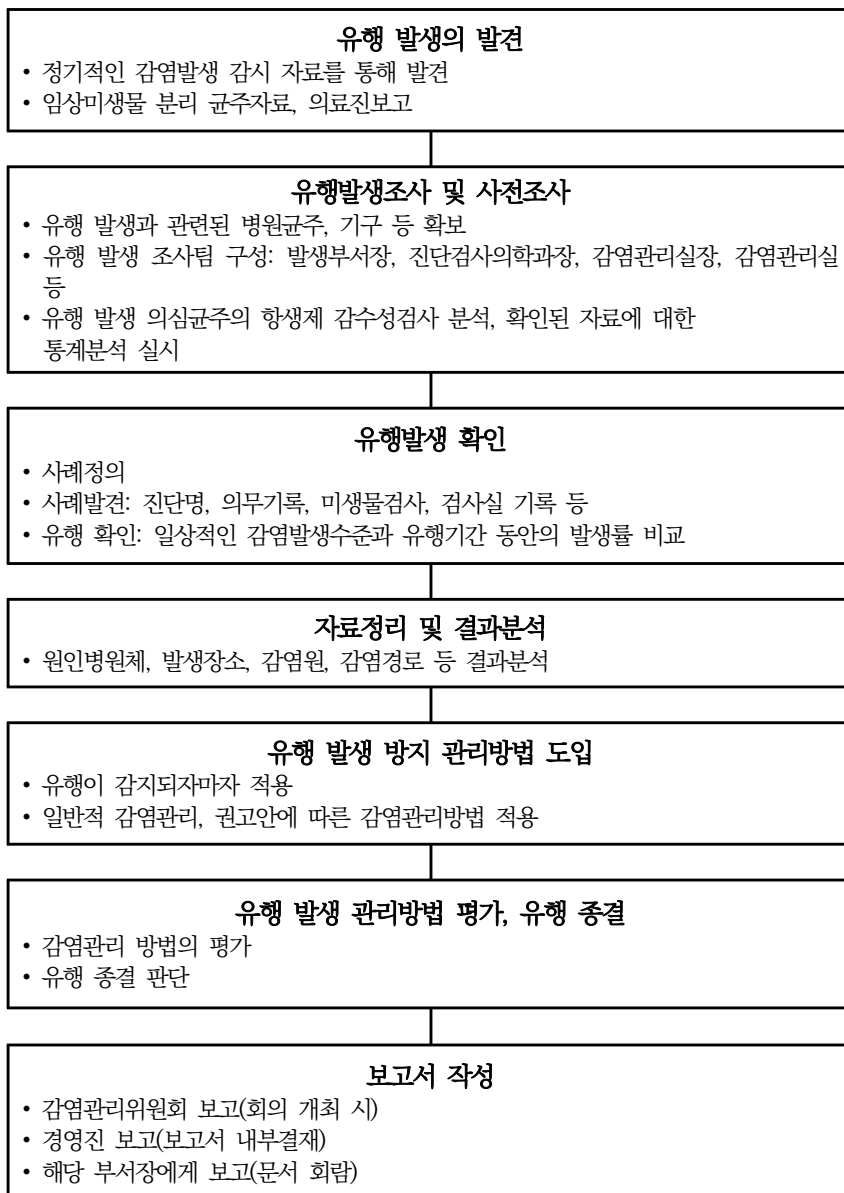 유행 발생의 발견
• 정기적인 감염발생 감시 자료를 통해 발견
• 임상미생물 분리 균주자료, 의료진보고
유행발생조사 및 사전조사
• 유행 발생과 관련된 병원균주, 기구 등 확보
• 유행 발생 조사팀 구성: 발생부서장, 진단검사의학과장, 감염관리실장, 감염관리실
등
• 유행 발생 의심균주의 항생제 감수성검사 분석, 확인된 자료에 대한
통계분석 실시
유행발생 확인
• 사례정의
• 사례발견: 진단명, 의무기록, 미생물검사, 검사실 기록 등
• 유행 확인: 일상적인 감염발생수준과 유행기간 동안의 발생률 비교
자료정리 및 결과분석
• 원인병원체, 발생장소, 감염원, 감염경로 등 결과분석
유행 발생 방지 관리방법 도입
• 유행이 감지되자마자 적용
• 일반적 감염관리, 권고안에 따른 감염관리방법 적용
유행 발생 관리방법 평가, 유행 종결
• 감염관리 방법의 평가
• 유행 종결 판단
보고서 작성
• 감염관리위원회 보고(회의 개최 시)
• 경영진 보고(보고서 내부결재)
• 해당 부서장에게 보고(문서 회람)